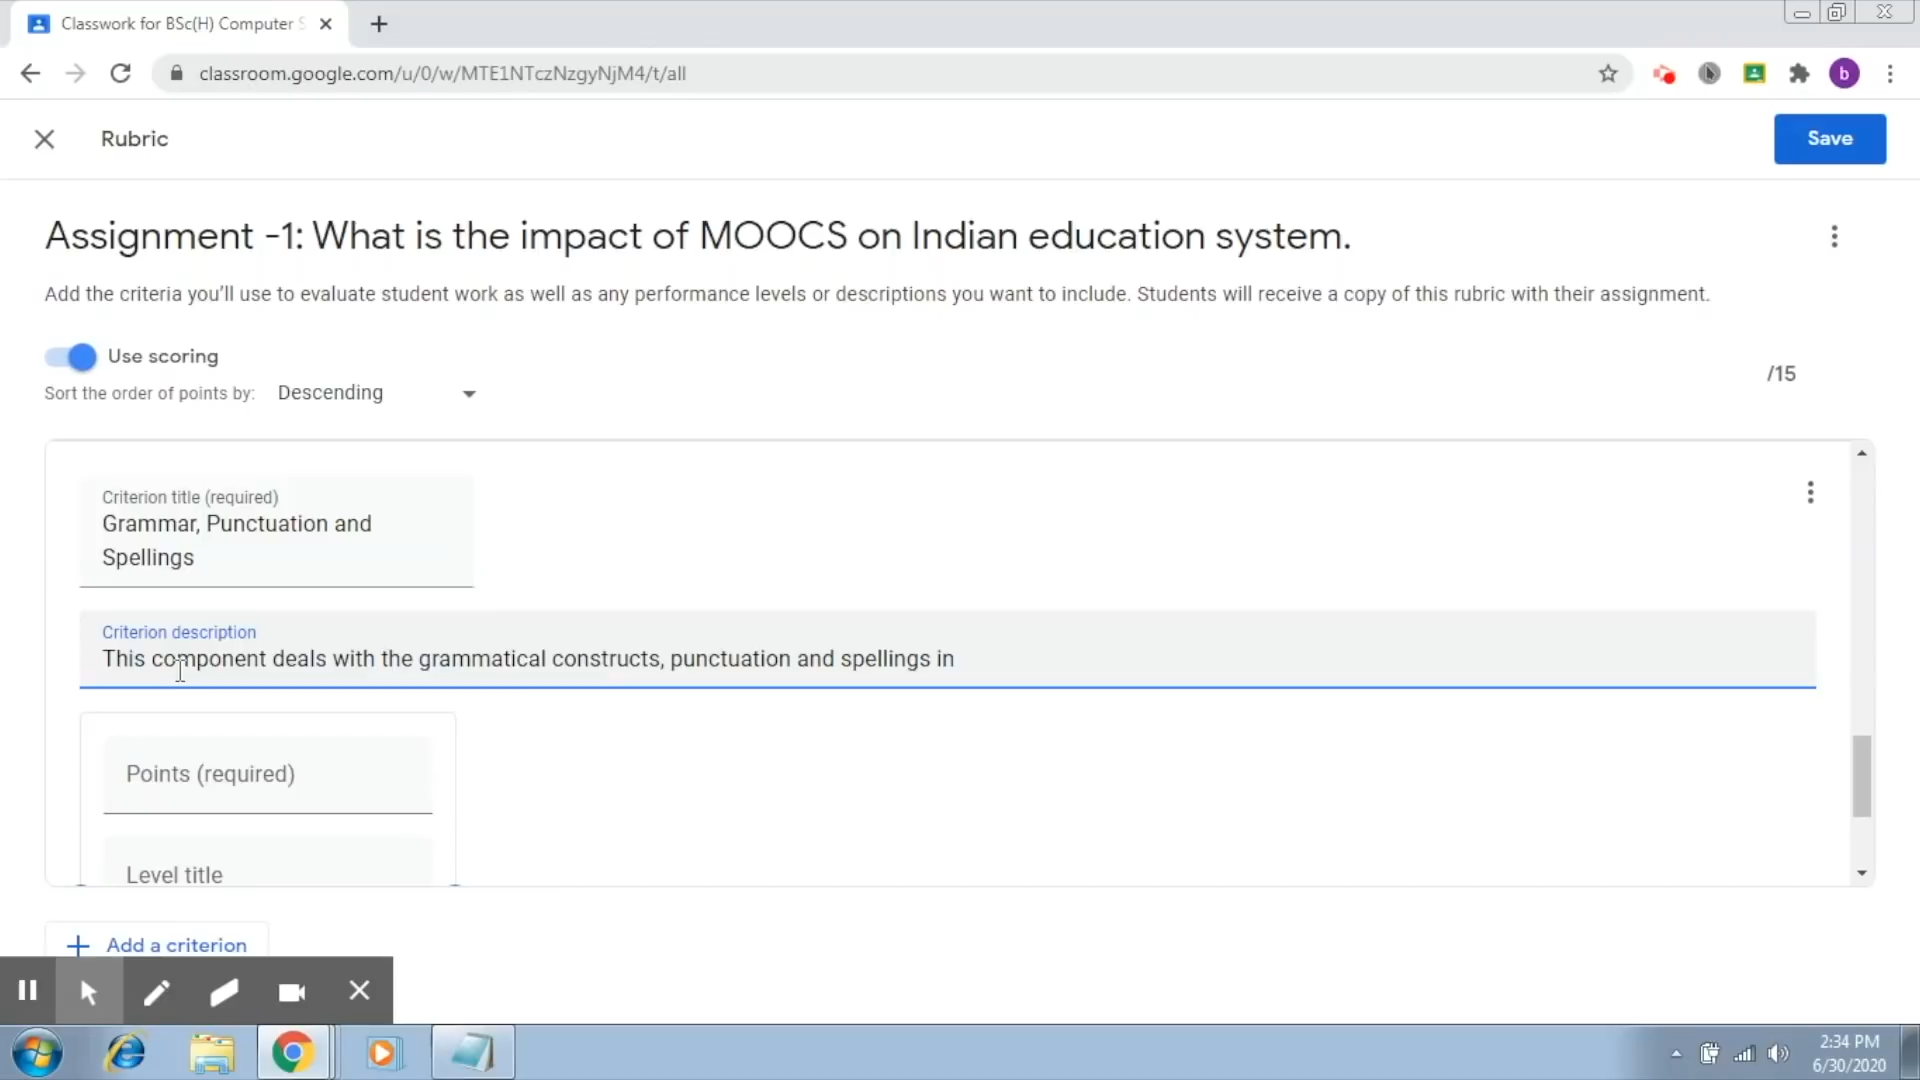 Classwork for BSc(H) Computer S
classroom.google.com/u/0/w/MTE1NTczNzgyNjM4/t/all
b
Rubric
Save
Assignment -1: What is the impact of MOOCS on Indian education system.
Add the criteria you'll use to evaluate student work as well as any performance levels or descriptions you want to include. Students will receive a copy of this rubric with their assignment.
Use scoring
/15
Sort the order of points by: Descending
Criterion title (required)
Grammar, Punctuation and
Spellings
Criterion description
This component deals with the grammatical constructs, punctuation and spellings in
Points (required)
Level title
Add a criterion
2:34 PM
6/30/2020